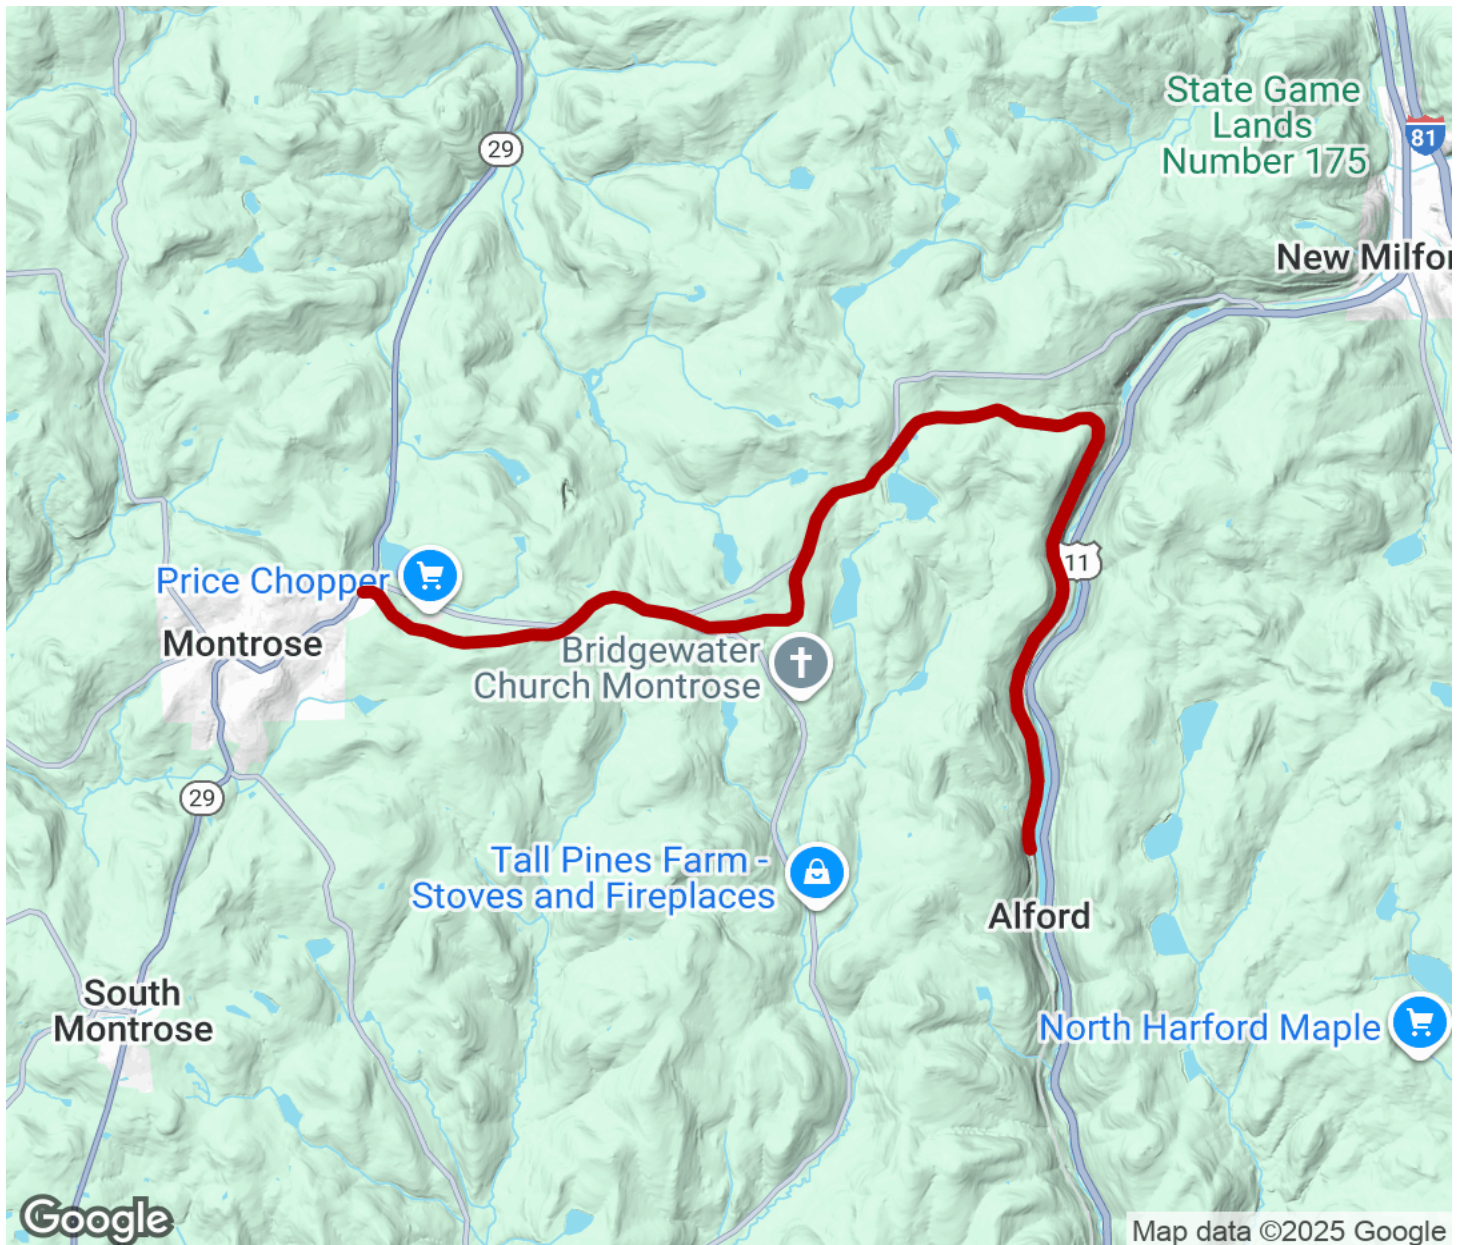 State Game
Lands
Number 175
81
29
New Milfor
11
Price Chopper
Montrose
Bridgewater
Church Montrose
29
Tall Pines Farm -
Stoves and Fireplaces
Alford
South
Montrose
North Harford Maple
Google
Map data ©2025 Google